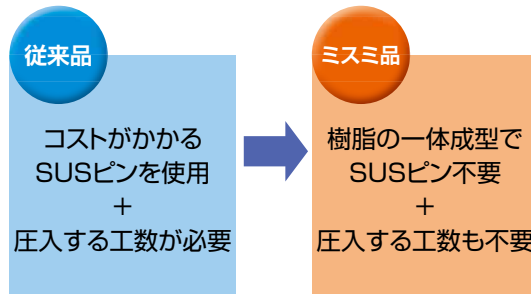 従来品
コストがかかる
SUSピンを使用
+
圧入する工数が必要
ミスミ品
樹脂の一体成型で
SUSピン不要
+
圧入する工数も不要